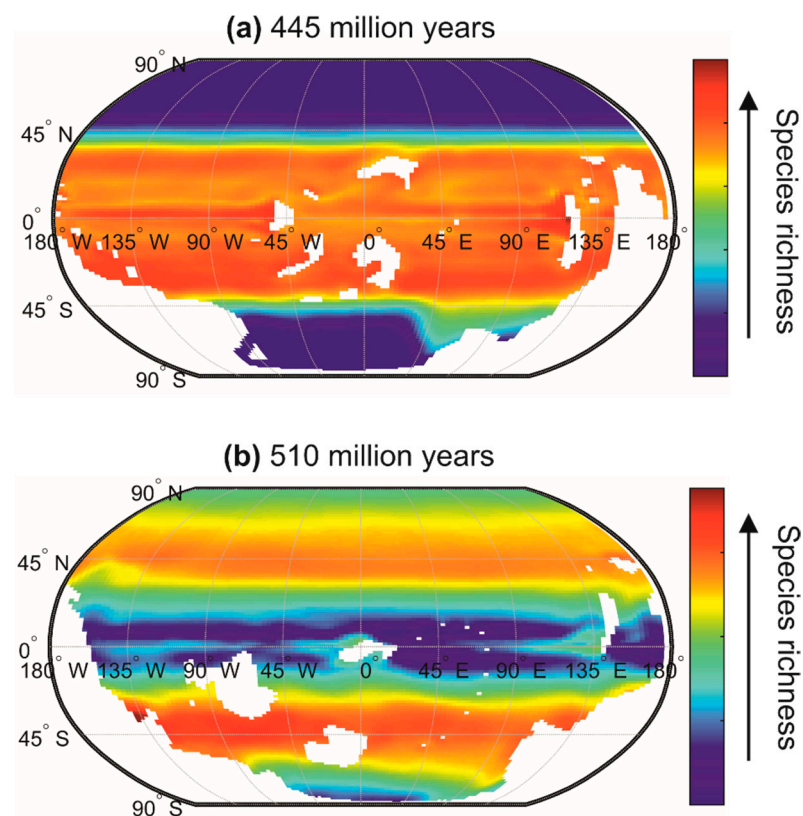 (a) 445 million years
90° N
45° N
0°
180° W 135° W 90° W 45° W 0° 45° E 90° E 135° E 180°
45° S
90° S
Species richness
(b) 510 million years
90° N
45° N
0°
180° W 135° W 90° W 45° W 0° 45° E 90° E 135° E 180°
45° S
90° S
Species richness